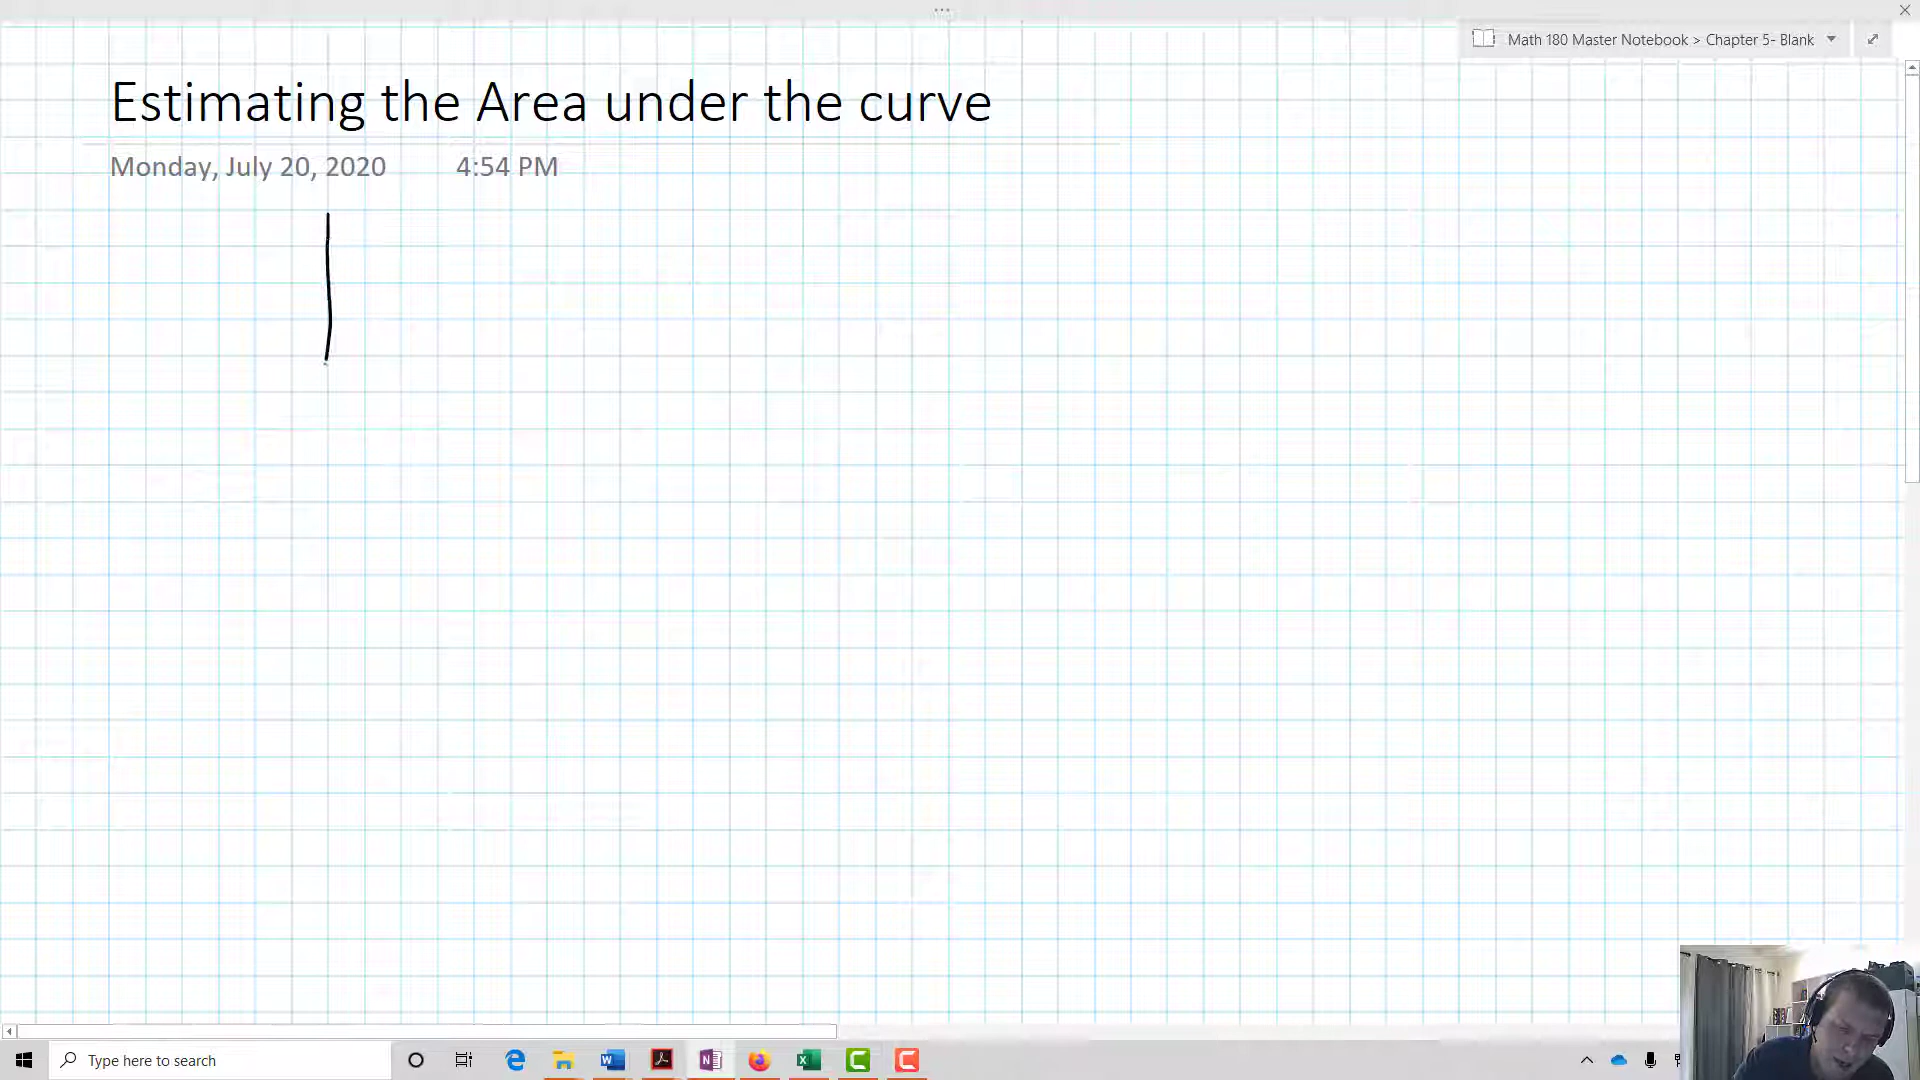 Math 180 Master Notebook > Chapter 5- Blank
Estimating the Area under the curve
Monday, July 20, 2020 4:54 PM
Type here to search